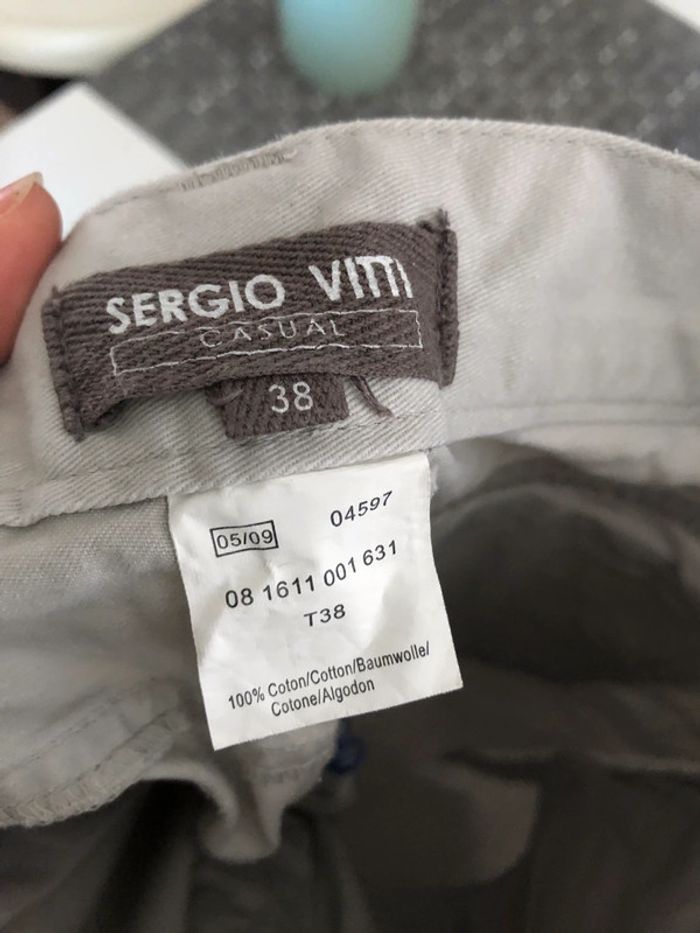 SERGIO VITTI
CASUAL
38
05/09 04597
08 1611 001 631
T38
100% Coton/Cotton/Baumwolle/
Cotone/Algodon